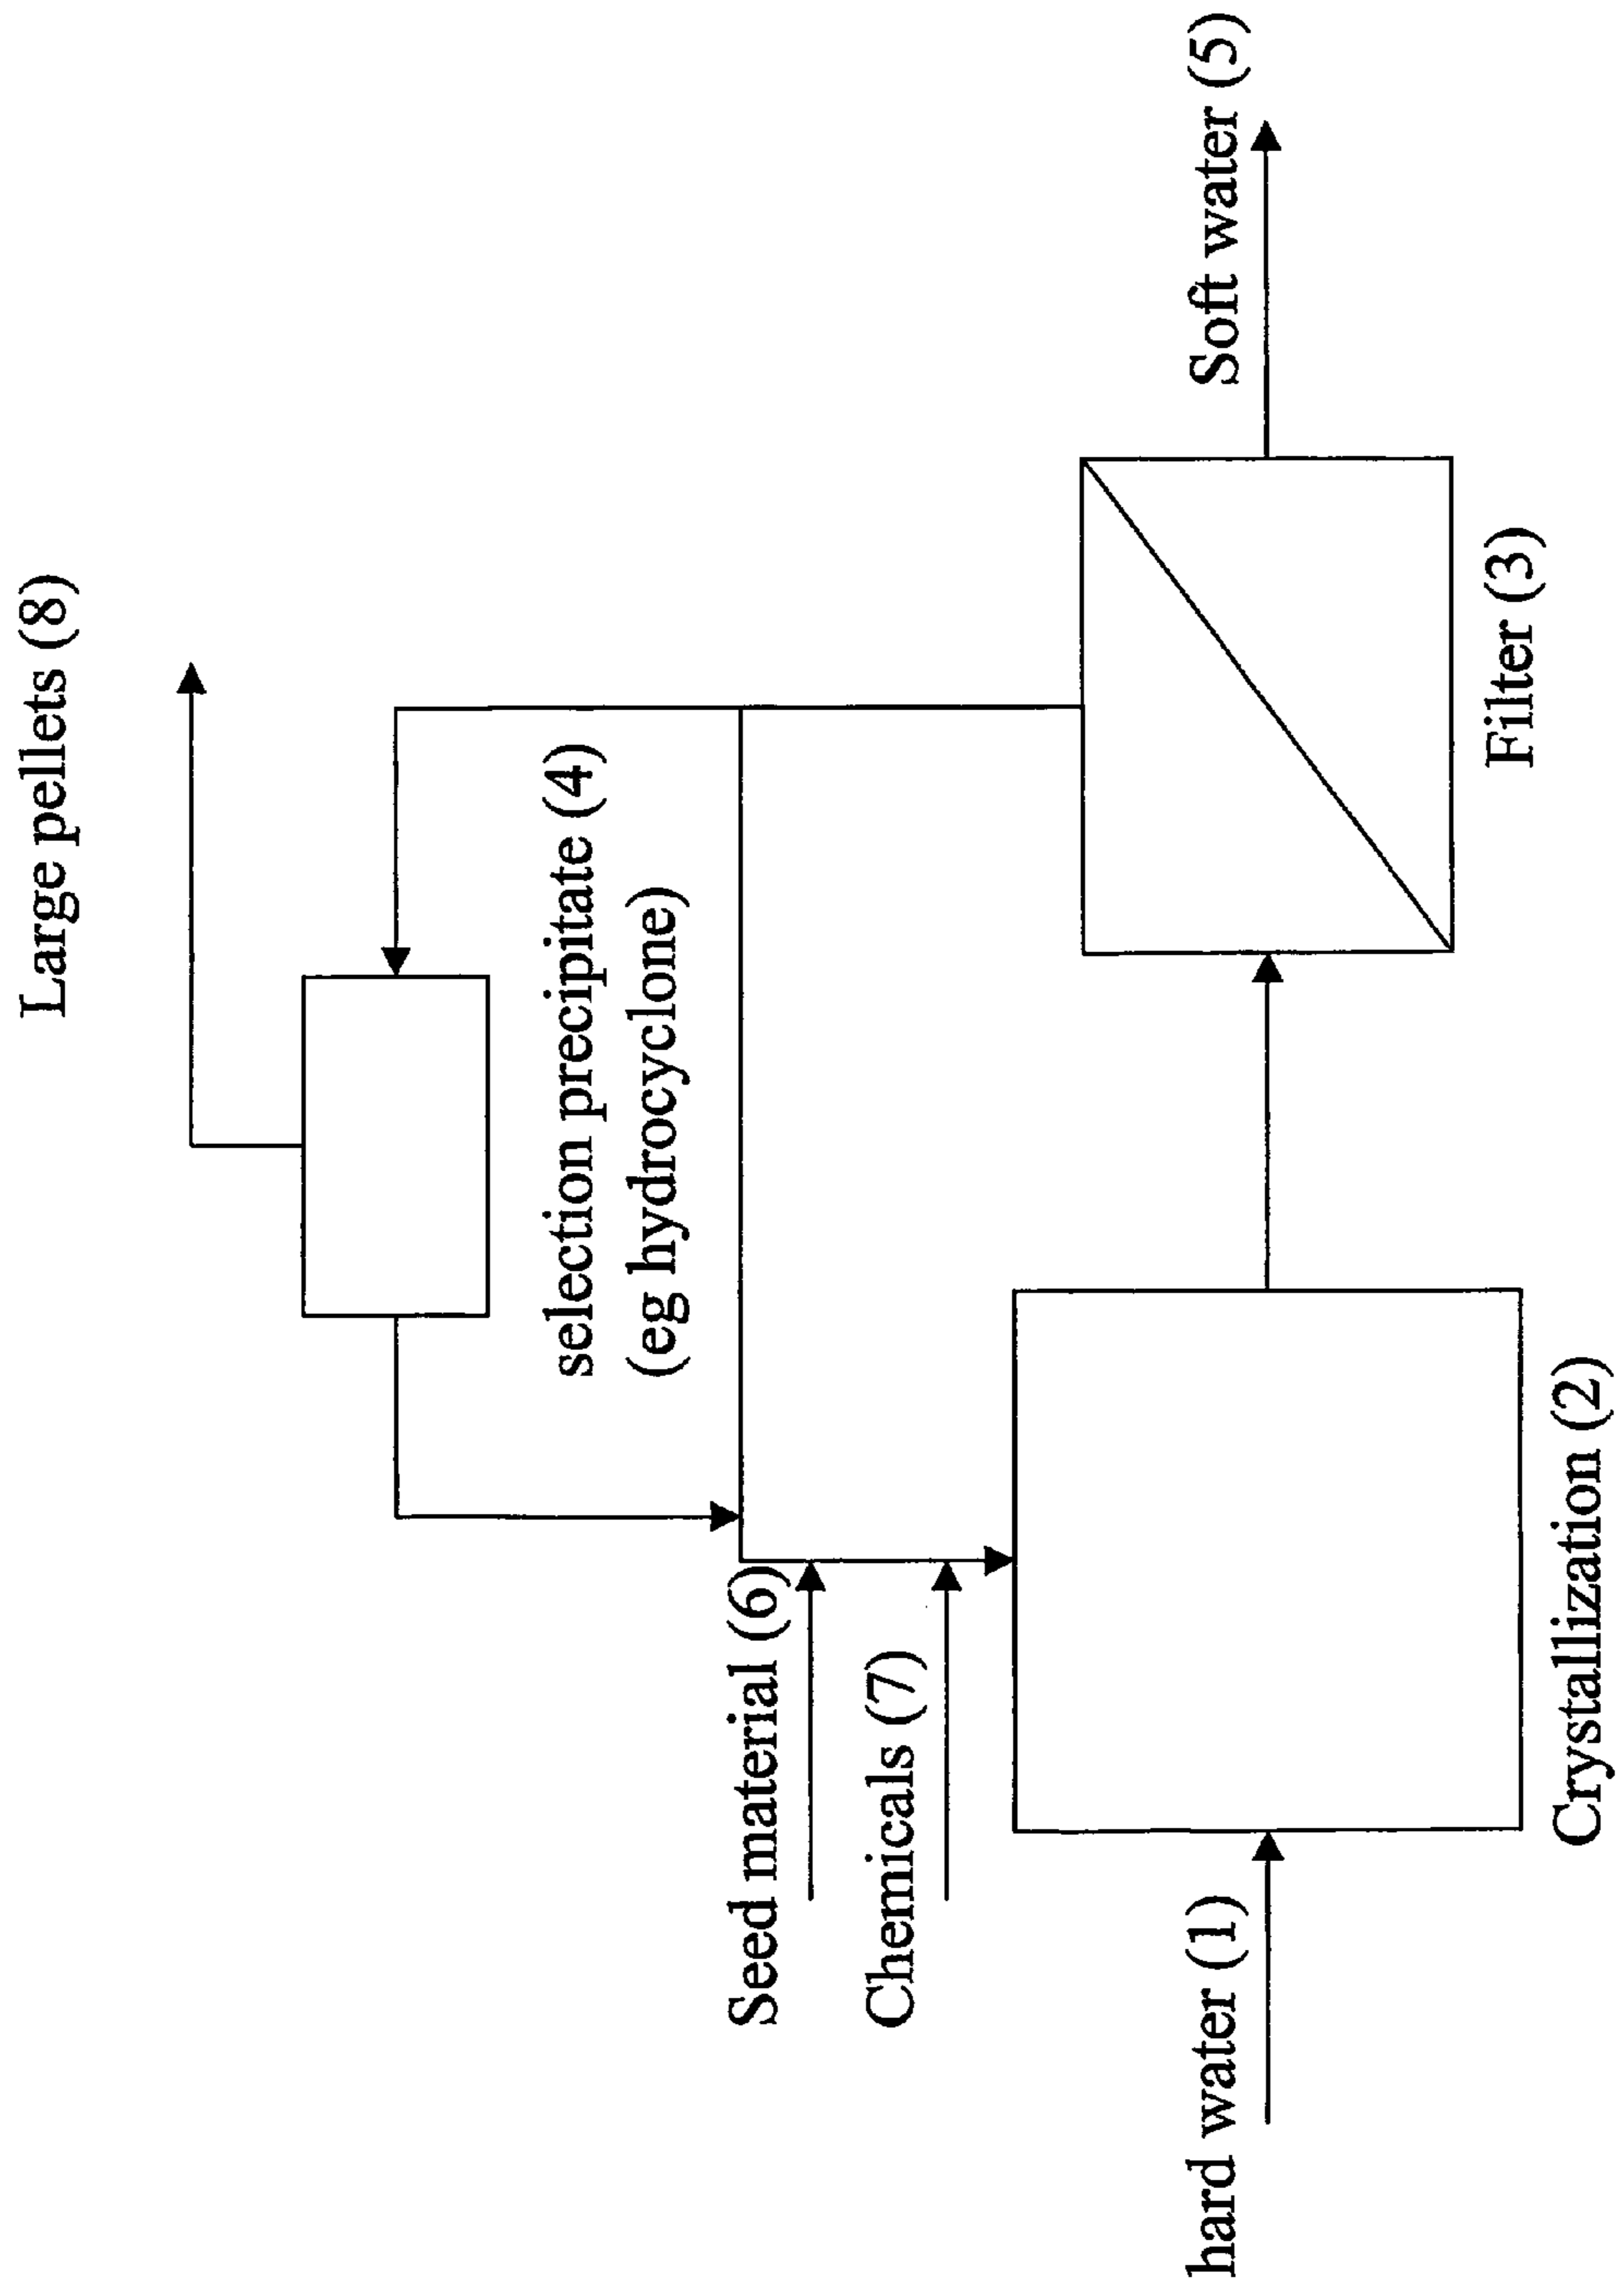 Large pellets (8)
selection precipitate (4)
(eg hydrocyclone)
Seed material (6)
Chemicals (7)
hard water (1)
Soft water (5)
Crystallization (2)
Filter (3)